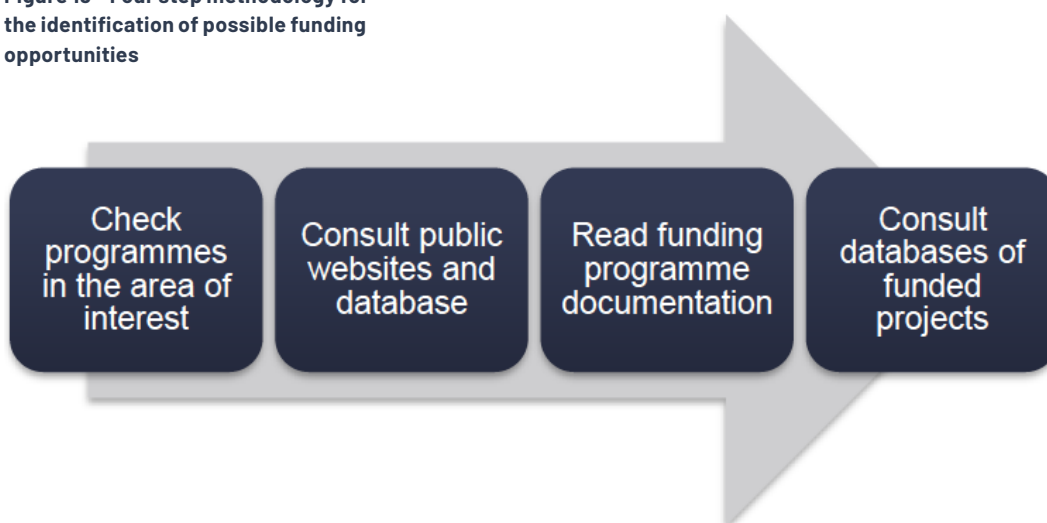 the identification of possible funding
opportunities
Check
programmes
in the area of
interest
Consult public
websites and
database
Read funding
programme
documentation
Consult
databases of
funded
projects